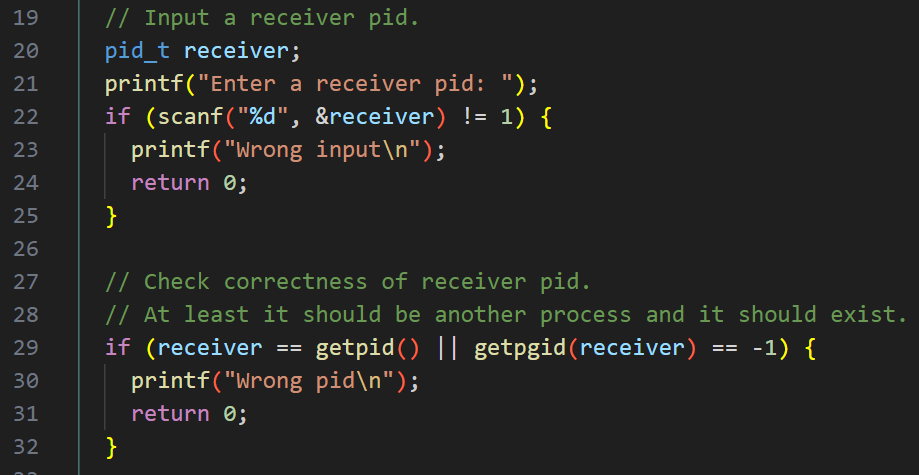 19 // Input a receiver pid.
20 pid_t receiver;
21 printf("Enter a receiver pid: ");
22 if (scanf("%d", &receiver) != 1) {
23 printf("Wrong input\n");
24 return 0;
25 }
26
27 // Check correctness of receiver pid.
28 // At least it should be another process and it should exist.
29 if (receiver == getpid() || getpgid(receiver) == -1) {
30 printf("Wrong pid\n");
31 return 0;
32 }